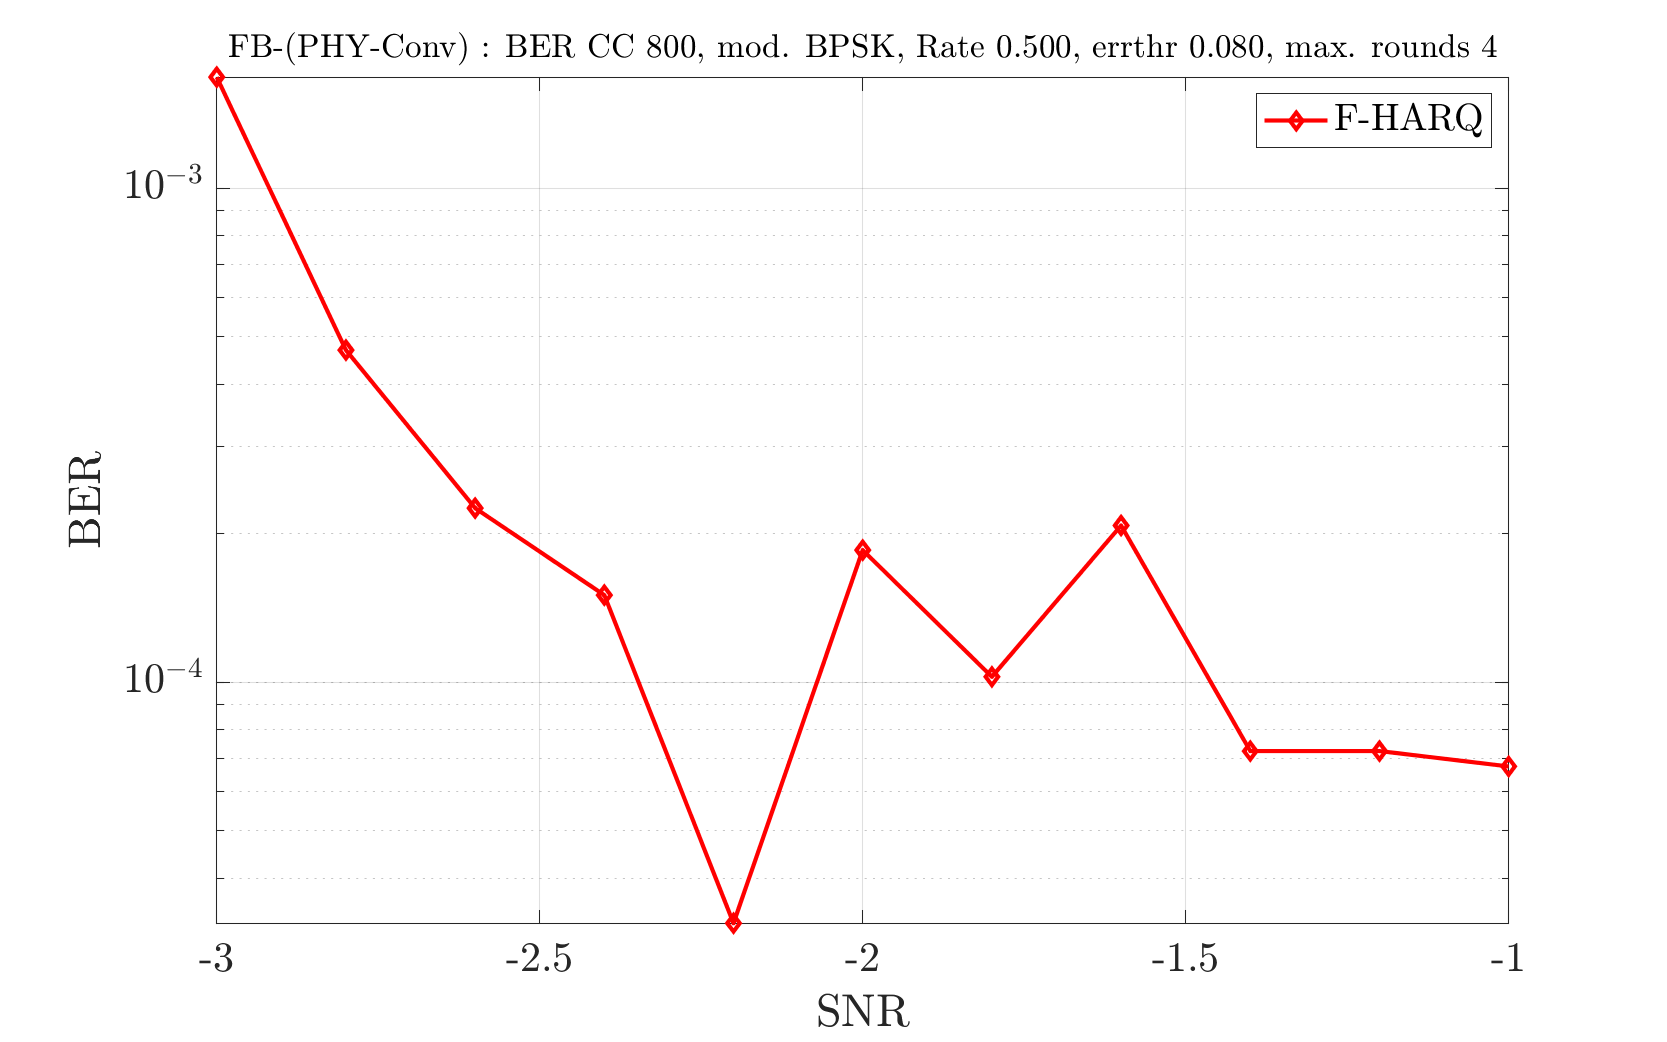 FB-(PHY-Conv) : BER CC 800, mod. BPSK, Rate 0.500, errthr 0.080, max. rounds 4
F-HARQ
10⁻³
10⁻⁴
BER
-3 -2.5 -2 -1.5 -1
SNR